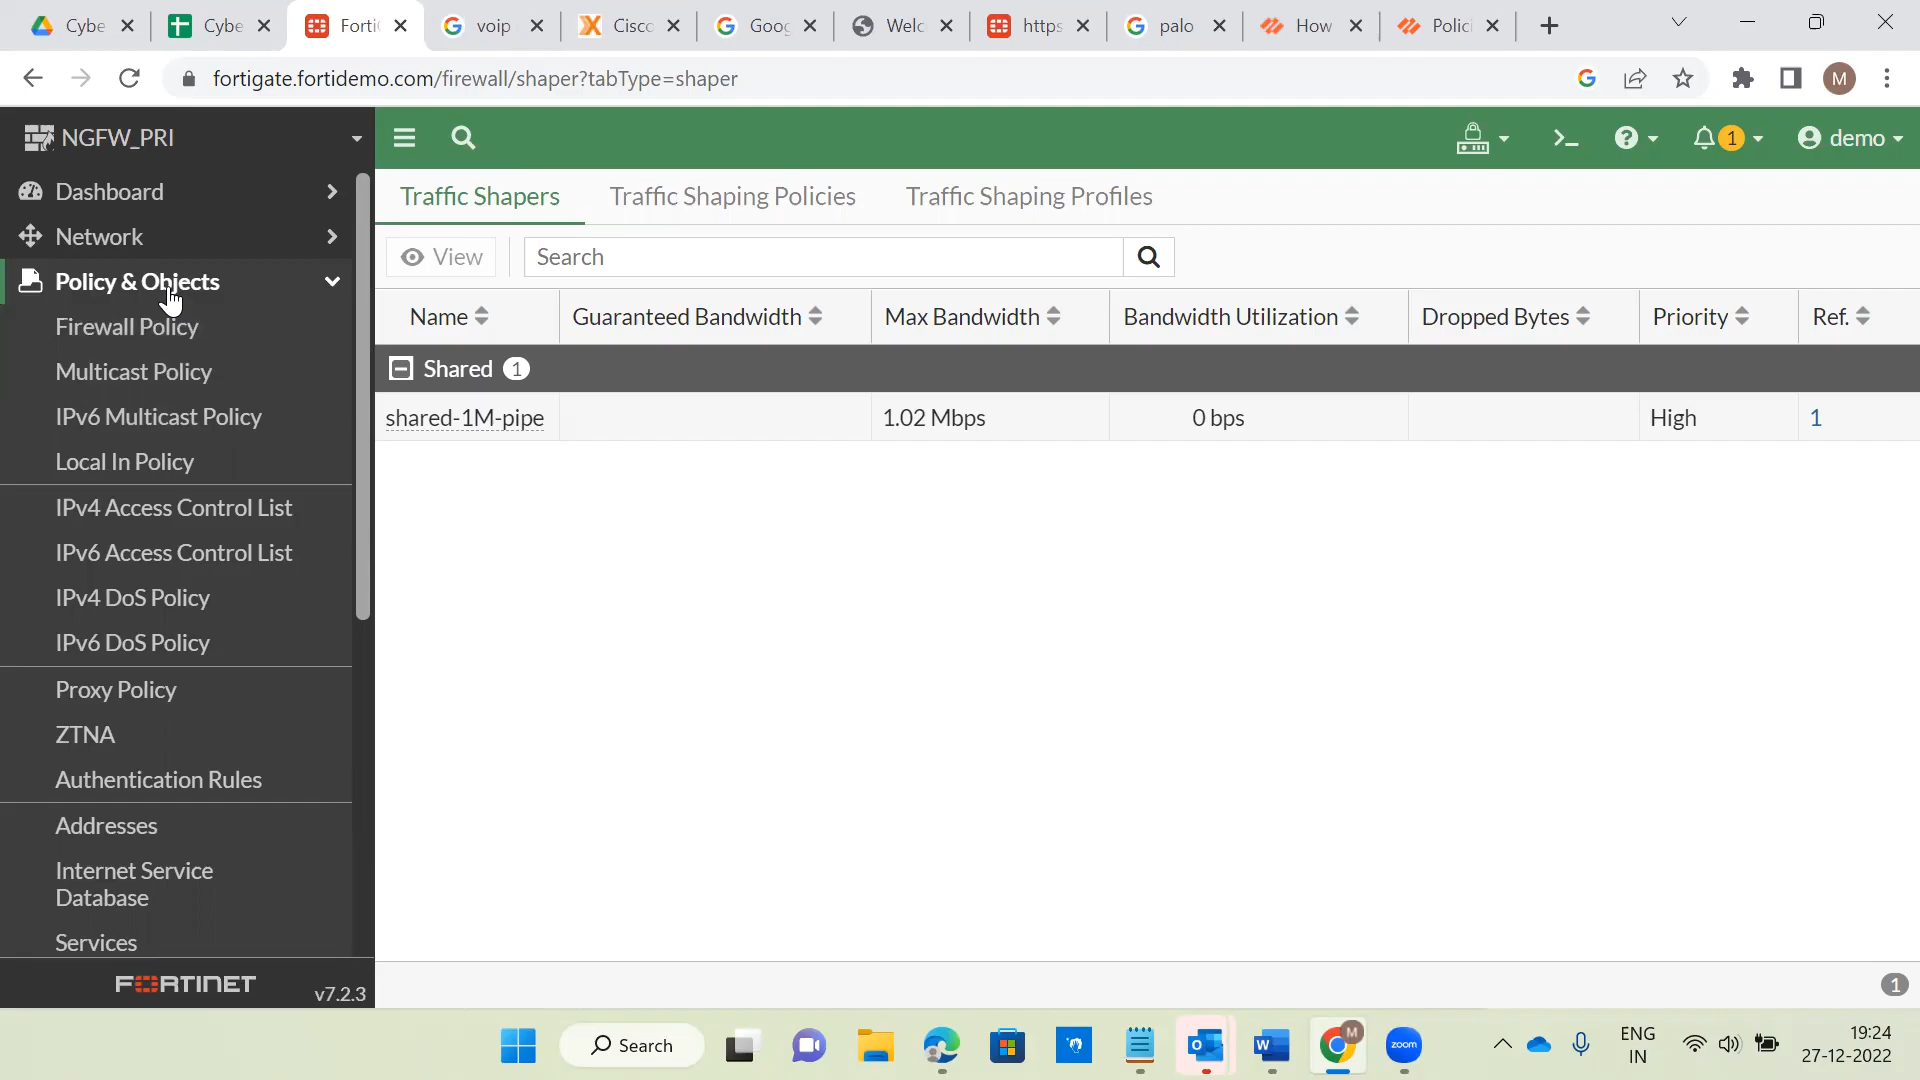 Cybe
Cybe
Forti
voip
Cisco
Goog
Welc
https
palo
How
Polici
fortigate.fortidemo.com/firewall/shaper?tabType=shaper
M
NGFW_PRI
1
demo
Dashboard
Network
Policy & Objects
Firewall Policy
Multicast Policy
IPv6 Multicast Policy
Local In Policy
IPv4 Access Control List
IPv6 Access Control List
IPv4 DoS Policy
IPv6 DoS Policy
Proxy Policy
ZTNA
Authentication Rules
Addresses
Internet Service
Database
Services
FORTINET
v7.2.3
Traffic Shapers Traffic Shaping Policies Traffic Shaping Profiles
View Search
Name Guaranteed Bandwidth Max Bandwidth Bandwidth Utilization Dropped Bytes Priority Ref.
Shared 1
shared-1M-pipe 1.02 Mbps 0 bps High 1
1
Search
M
zoom
ENG
IN
19:24
27-12-2022